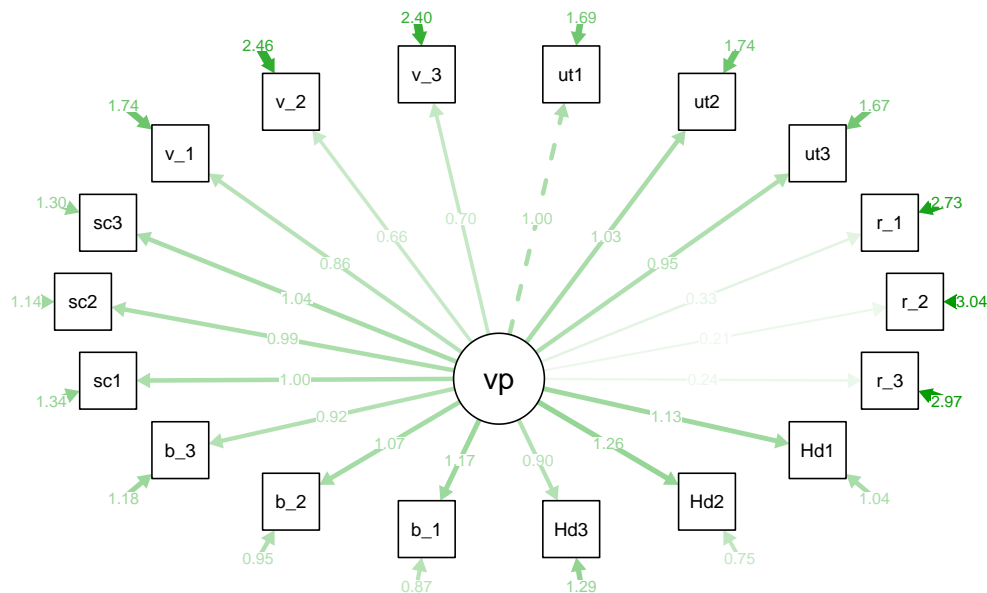 2.40
1.69
2.46
1.74
v_3
ut1
v_2
ut2
1.74
1.67
v_1
ut3
1.30
2.73
sc3
r_1
0.70
1.00
0.66
1.03
0.86
0.95
1.04
0.33
1.14
sc2
r_2
3.04
0.99
0.21
vp
sc1
1.00
0.24
r_3
1.34
2.97
0.92
1.13
b_3
1.07
1.26
Hd1
1.17
0.90
1.18
1.04
b_2
Hd2
b_1
Hd3
0.95
0.75
0.87
1.29